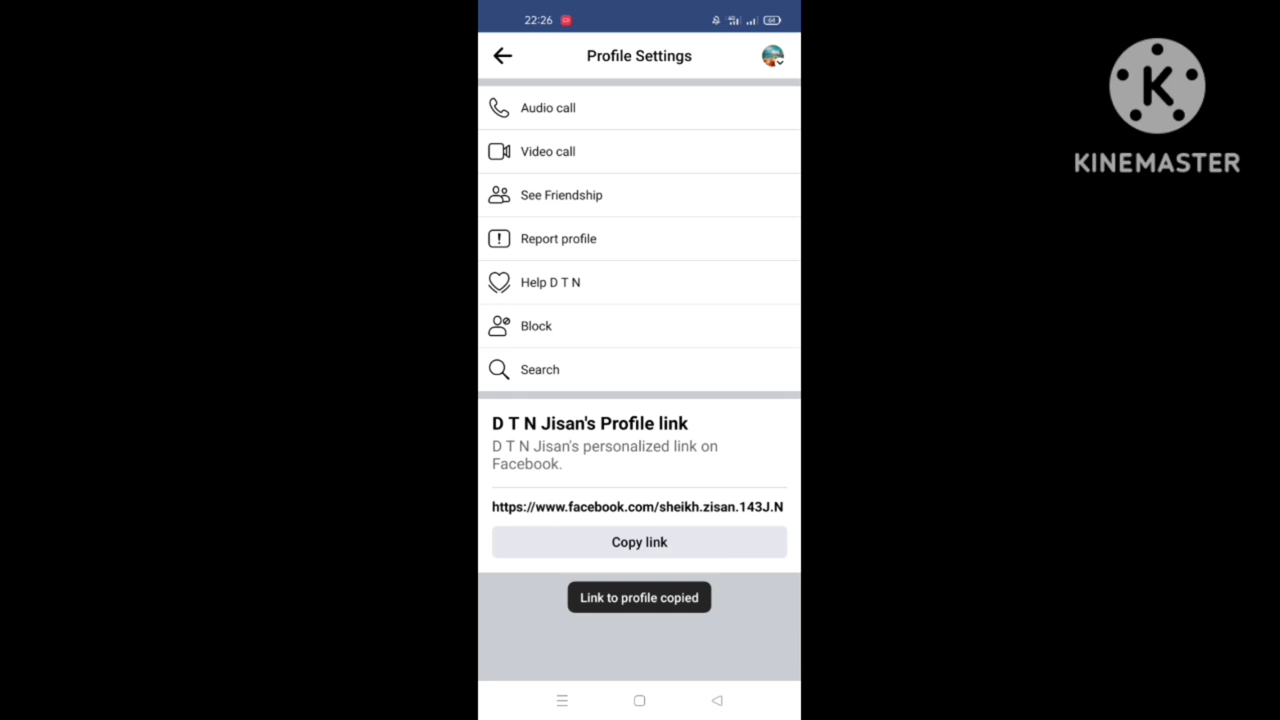 22:26
64
Profile Settings
K
KINEMASTER
Audio call
Video call
See Friendship
Report profile
Help D T N
Block
Search
D T N Jisan's Profile link
D T N Jisan's personalized link on
Facebook.
https://www.facebook.com/sheikh.zisan.143J.N
Copy link
Link to profile copied